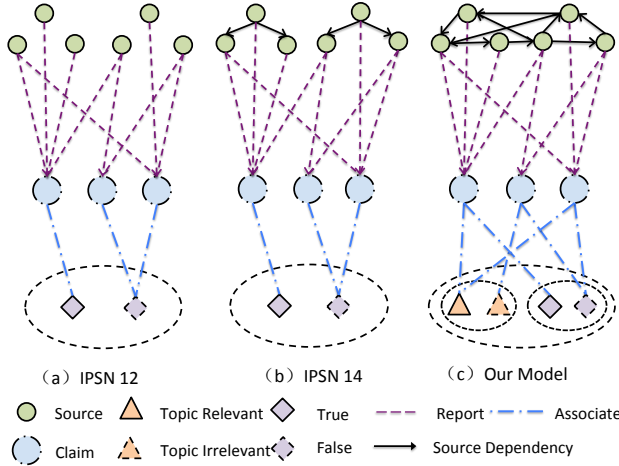 (a) IPSN 12
(b) IPSN 14
(c) Our Model
Source
Topic Relevant
True
Report
Associate
Claim
Topic Irrelevant
False
Source Dependency